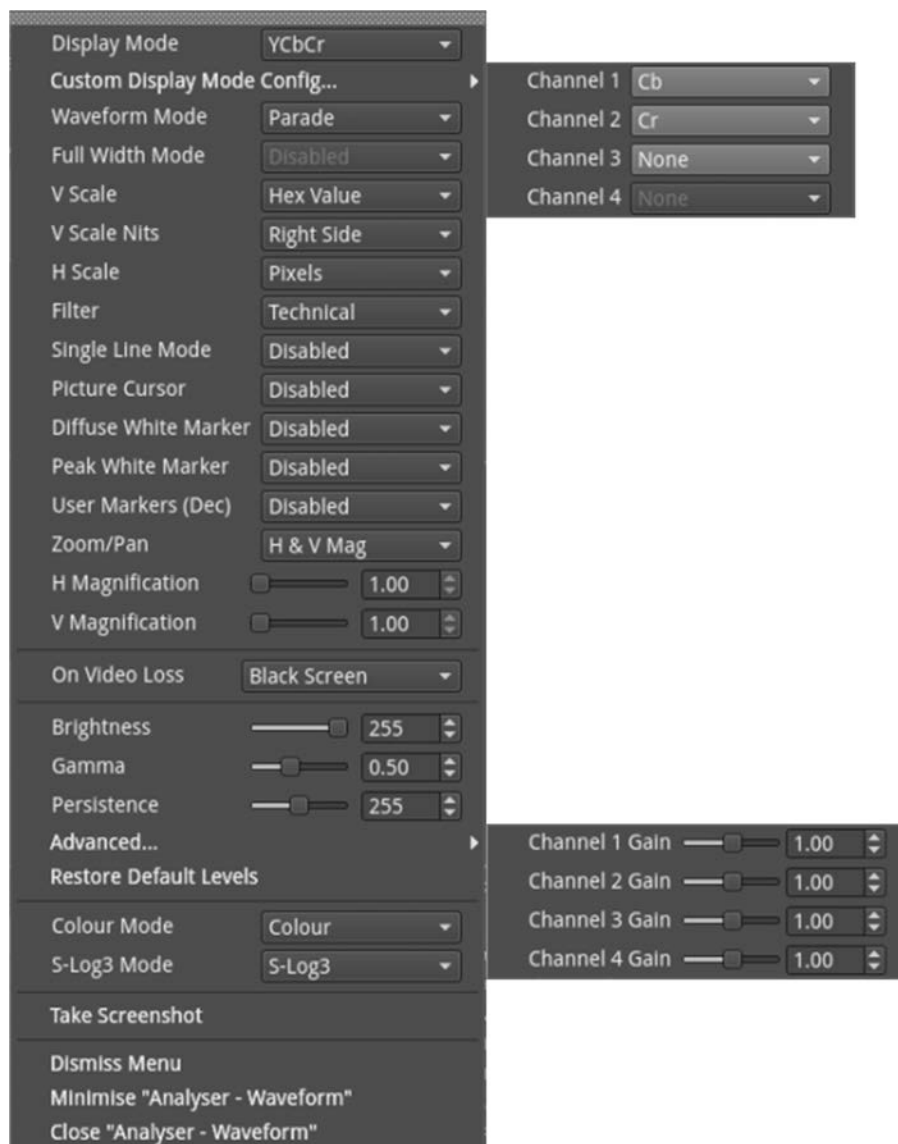 Display Mode YCbCr
Custom Display Mode Config...
Channel 1 Cb
Waveform Mode Parade
Channel 2 Cr
Full Width Mode Disabled
Channel 3 None
V Scale Hex Value
Channel 4 None
V Scale Nits Right Side
H Scale Pixels
Filter Technical
Single Line Mode Disabled
Picture Cursor Disabled
Diffuse White Marker Disabled
Peak White Marker Disabled
User Markers (Dec) Disabled
Zoom/Pan H & V Mag
H Magnification 1.00
V Magnification 1.00
On Video Loss Black Screen
Brightness 255
Gamma 0.50
Persistence 255
Advanced...
Channel 1 Gain 1.00
Restore Default Levels
Channel 2 Gain 1.00
Colour Mode Colour
Channel 3 Gain 1.00
S-Log3 Mode S-Log3
Channel 4 Gain 1.00
Take Screenshot
Dismiss Menu
Minimise "Analyser - Waveform"
Close "Analyser - Waveform"